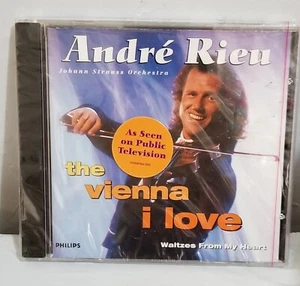 André Rieu
Johann Strauss Orchestra
As Seen
on Public
Television
the
vienna
i love
Waltzes From My Heart
PHILIPS